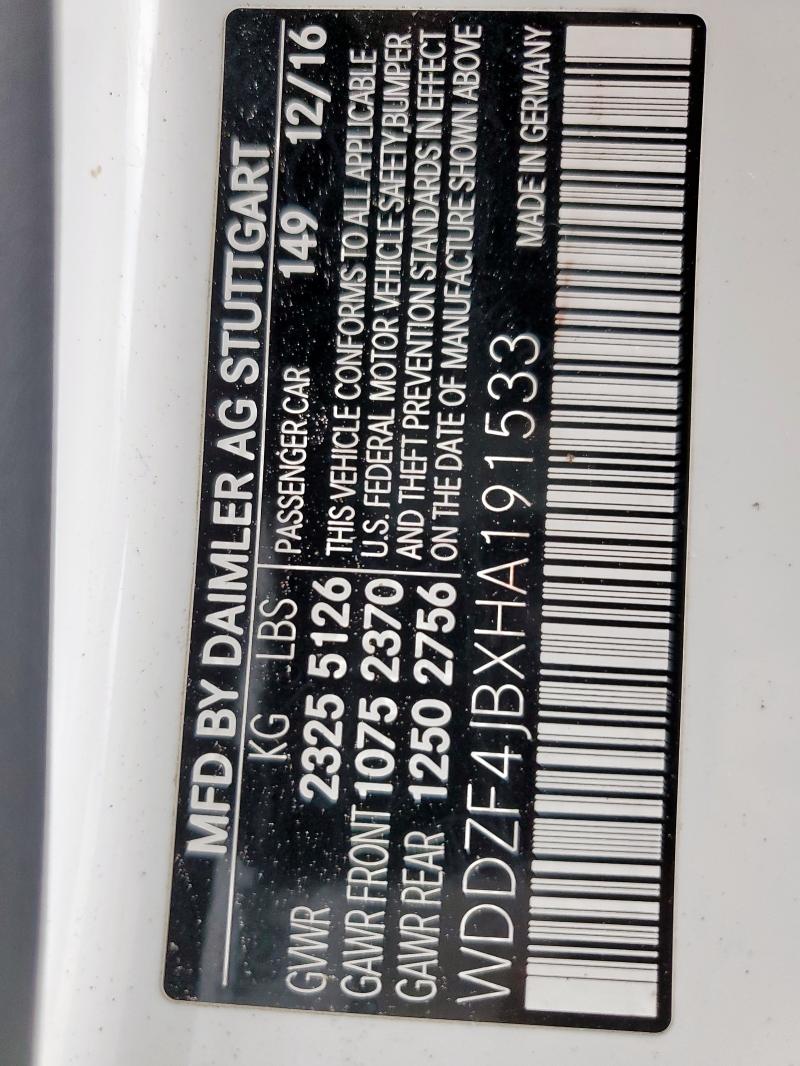 MFD BY DAIMLER AG STUTTGART
KG LBS PASSENGER CAR 149 12/16
GVWR 2325 5126 THIS VEHICLE CONFORMS TO ALL APPLICABLE
GAWR FRONT 1075 2370 U.S. FEDERAL MOTOR VEHICLE SAFETY,BUMPER,
GAWR REAR 1250 2756 AND THEFT PREVENTION STANDARDS IN EFFECT
ON THE DATE OF MANUFACTURE SHOWN ABOVE
WDDZF4JBXHA191533 MADE IN GERMANY